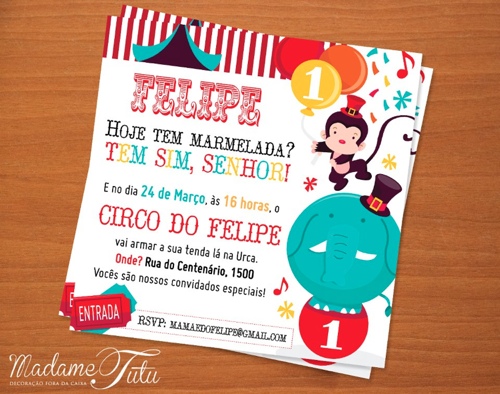 1
FELIPE
HOJE TEM MARMELADA?
TEM SIM, SENHOR!
E no dia 24 de Março, às 16 horas, o
CIRCO DO FELIPE
vai armar a sua tenda lá na Urca.
Onde? Rua do Centenário, 1500
Vocês são nossos convidados especiais!
ENTRADA
RSVP: MAMAEDOFELIPE@GMAIL.COM
1
Madame Tutu
DECORAÇÃO FORA DA CAIXA